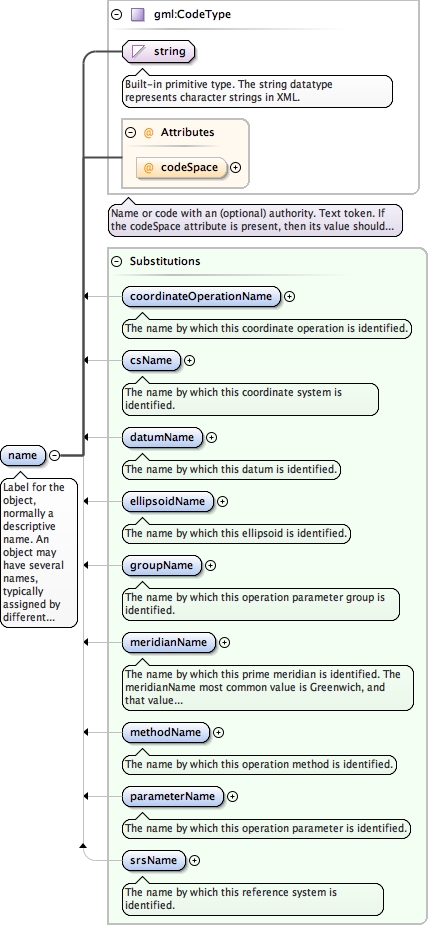 gml:CodeType
string
Built-in primitive type. The string datatype
represents character strings in XML.
@ Attributes
codeSpace
Name or code with an (optional) authority. Text token. If
the codeSpace attribute is present, then its value should...
Substitutions
coordinateOperationName
The name by which this coordinate operation is identified.
csName
The name by which this coordinate system is
identified.
datumName
The name by which this datum is identified.
name
Label for the
object,
normally a
descriptive
name. An
object may
have several
names,
typically
assigned by
different...
ellipsoidName
The name by which this ellipsoid is identified.
groupName
The name by which this operation parameter group is
identified.
meridianName
The name by which this prime meridian is identified. The
meridianName most common value is Greenwich, and
that value...
methodName
The name by which this operation method is identified.
parameterName
The name by which this operation parameter is identified.
srsName
The name by which this reference system is
identified.